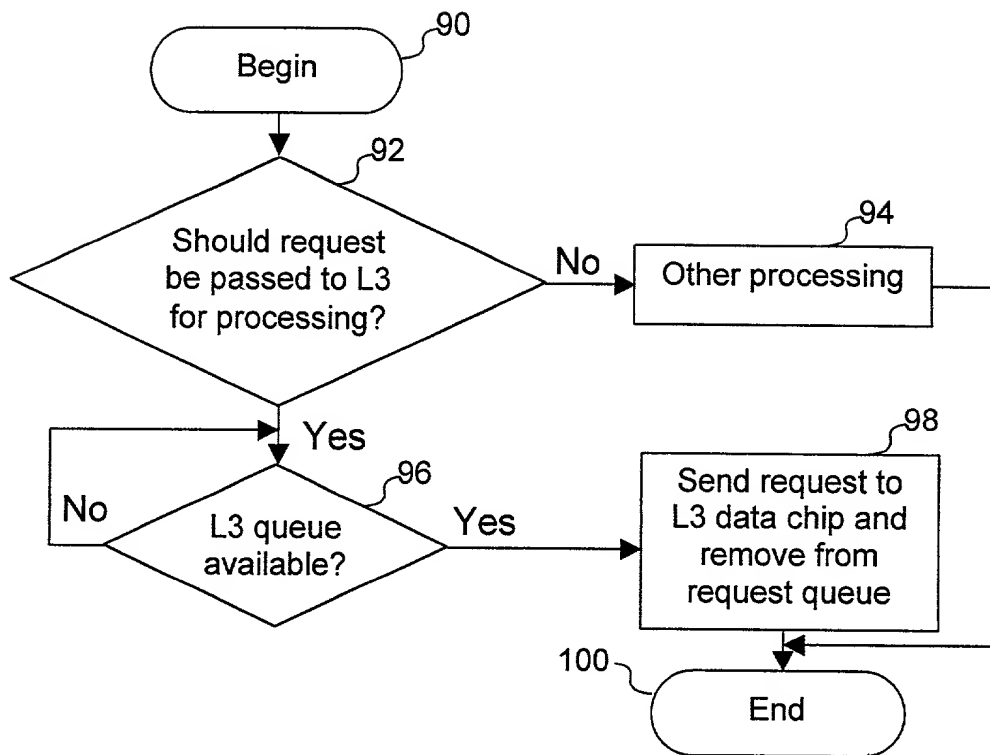 90
Begin
92
Should request
be passed to L3
for processing?
No
94
Other processing
Yes
96
L3 queue
available?
No
Yes
98
Send request to
L3 data chip and
remove from
request queue
100
End